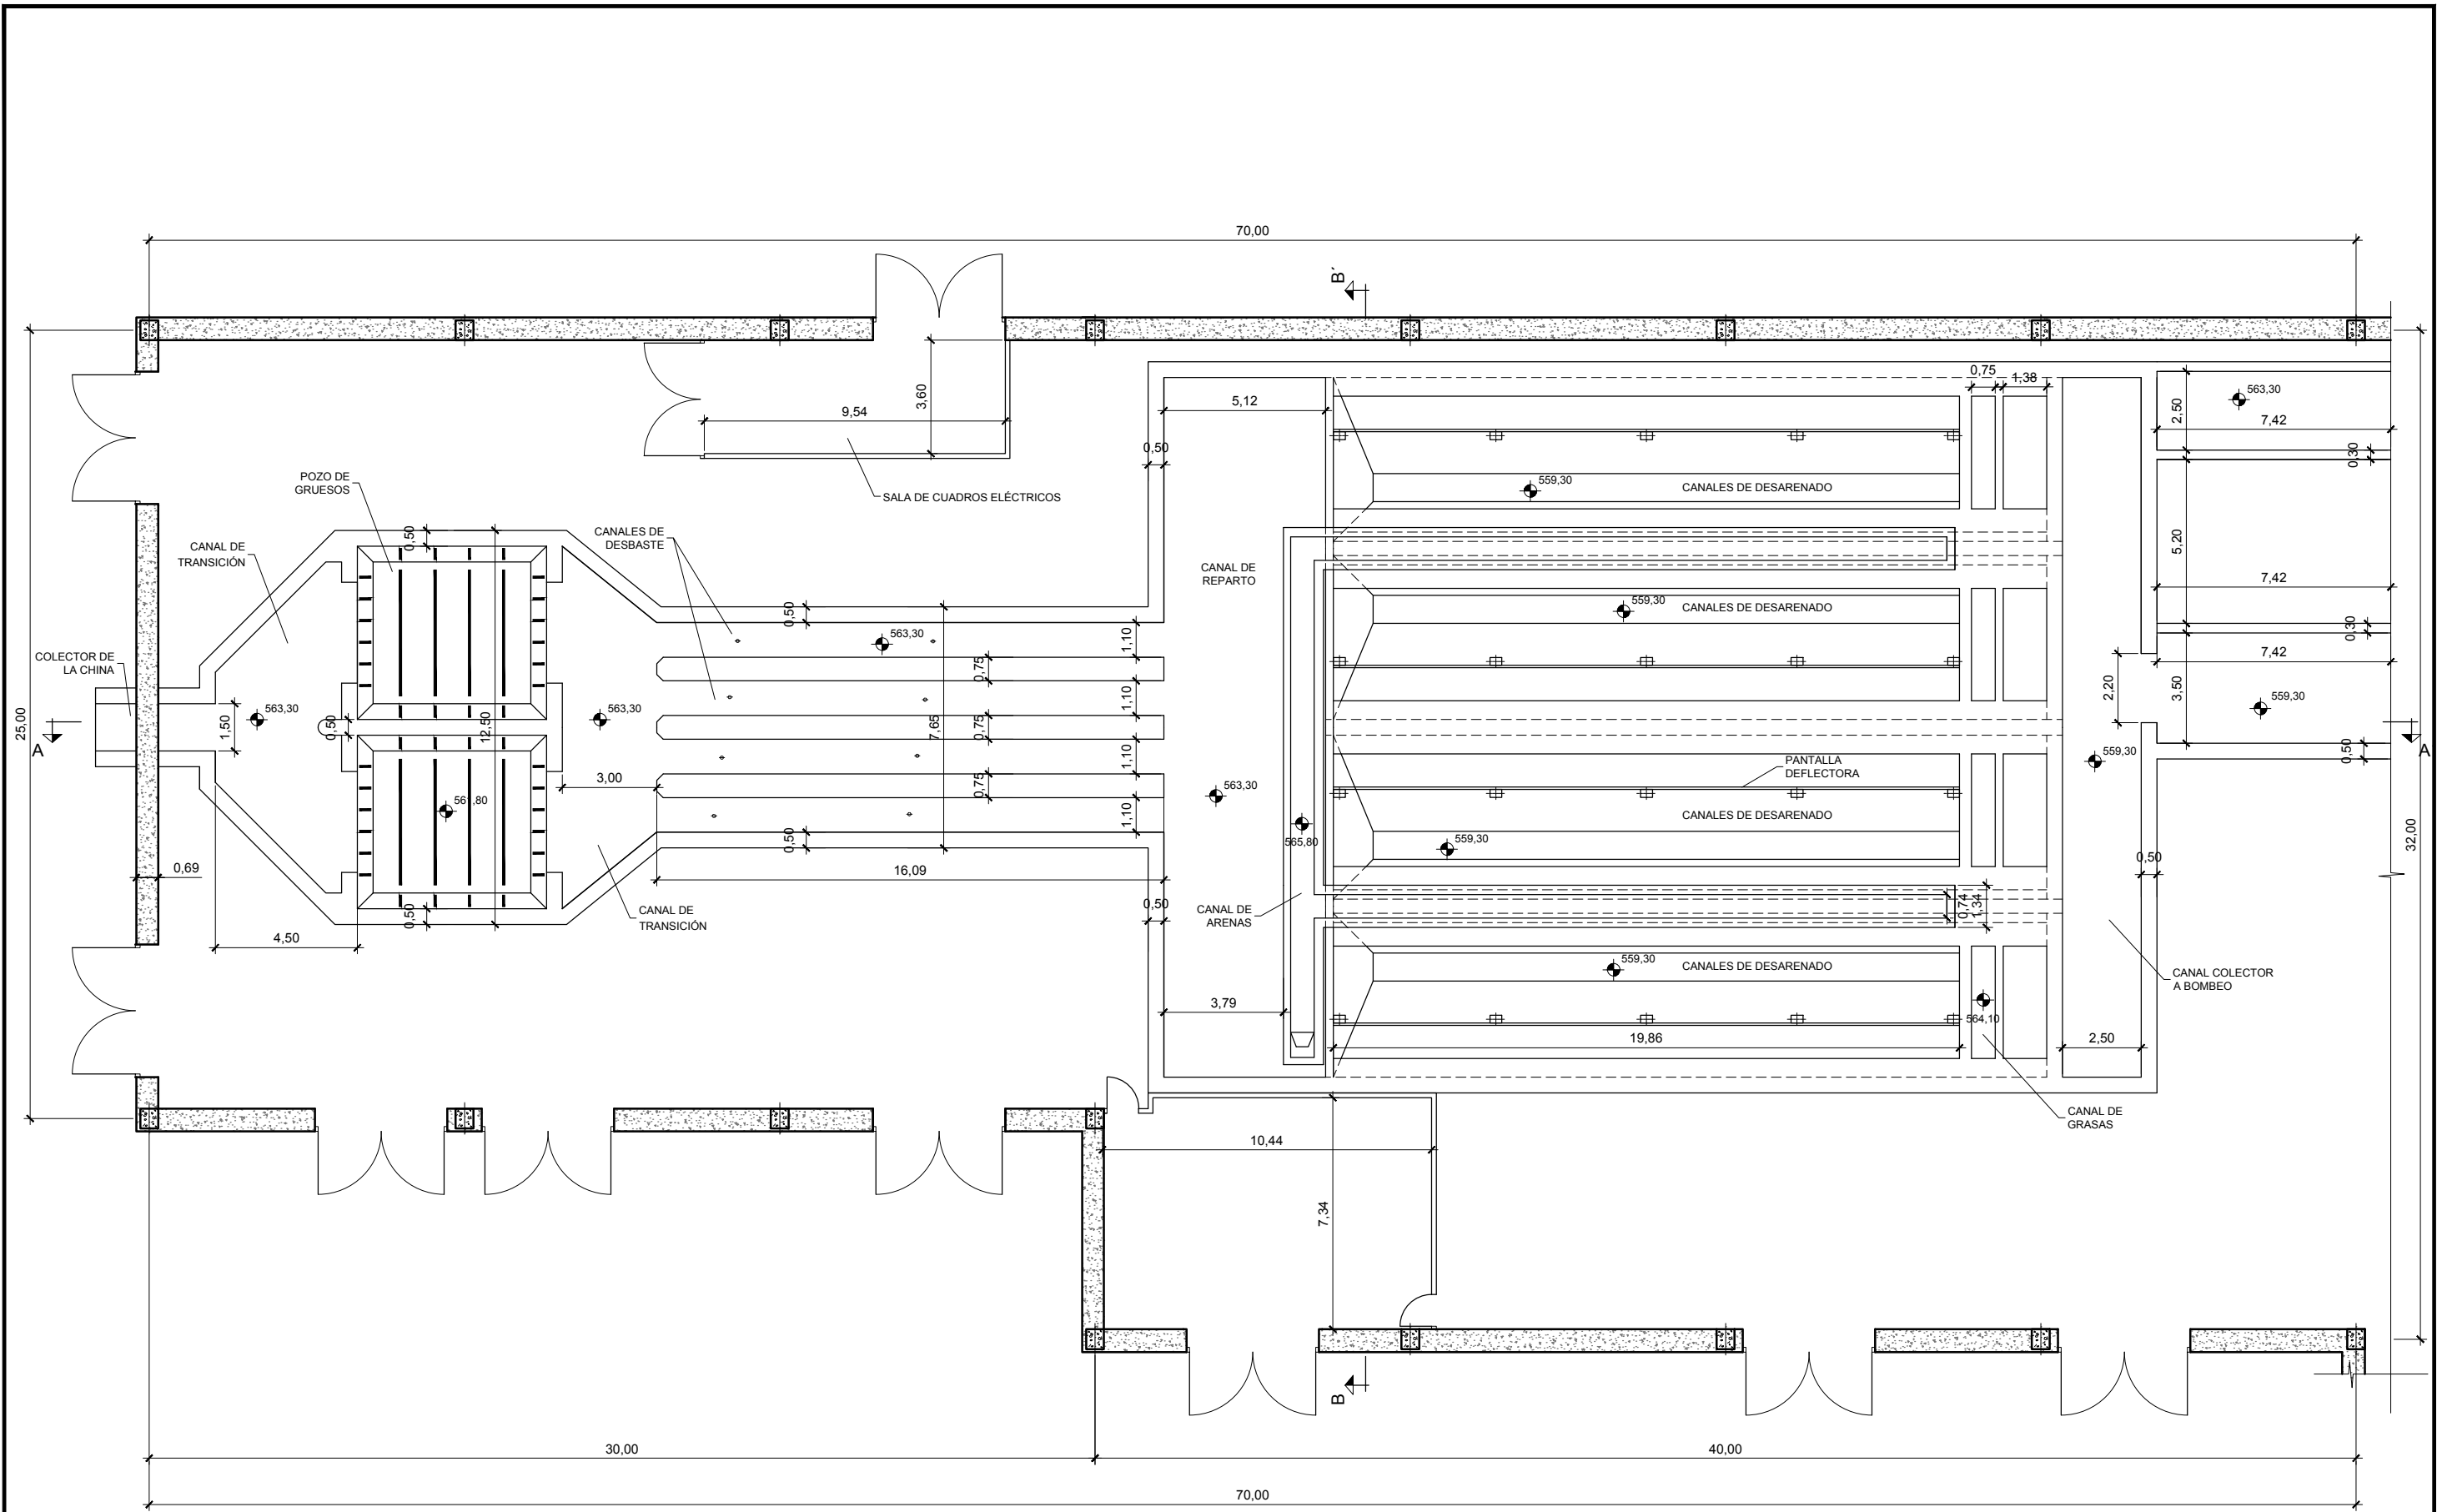 70,00
B´
25,00
32,00
0,75
1,38
563,30
2,50
7,42
0,30
9,54
3,60
5,12
0,50
SALA DE CUADROS ELÉCTRICOS
POZO DE
GRUESOS
559,30
CANALES DE DESARENADO
CANALES DE
DESBASTE
0,50
12,50
CANAL DE
TRANSICIÓN
5,20
CANAL DE
REPARTO
7,42
0,30
559,30
CANALES DE DESARENADO
0,50
7,65
563,30
1,10
0,75
1,10
0,75
1,10
0,75
1,10
0,50
COLECTOR DE
LA CHINA
7,42
2,20
3,50
559,30
A
1,50
563,30
0,50
563,30
A
559,30
0,50
PANTALLA
DEFLECTORA
3,00
561,80
563,30
CANALES DE DESARENADO
565,80
559,30
0,50
0,69
16,09
0,50
0,50
CANAL DE
TRANSICIÓN
CANAL DE
ARENAS
0,74
1,34
4,50
559,30
CANALES DE DESARENADO
CANAL COLECTOR
A BOMBEO
3,79
564,10
19,86
2,50
CANAL DE
GRASAS
10,44
7,34
B
30,00
40,00
70,00